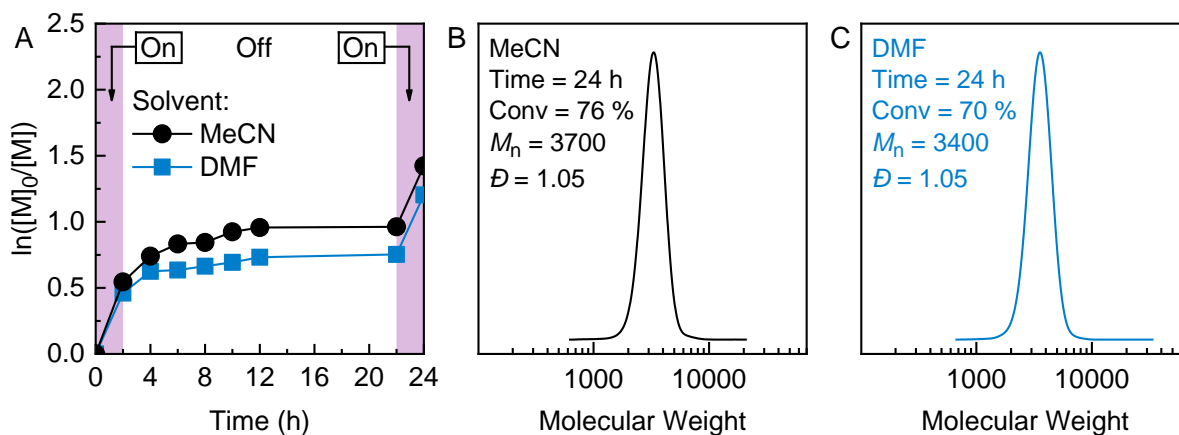 A
2.5
2.0
1.5
1.0
0.5
0.0
ln([M]0/[M])
On Off On
Solvent:
MeCN
DMF
0 4 8 12 16 20 24
Time (h)
B
MeCN
Time = 24 h
Conv = 76 %
Mn = 3700
Đ = 1.05
1000 10000
Molecular Weight
C
DMF
Time = 24 h
Conv = 70 %
Mn = 3400
Đ = 1.05
1000 10000
Molecular Weight